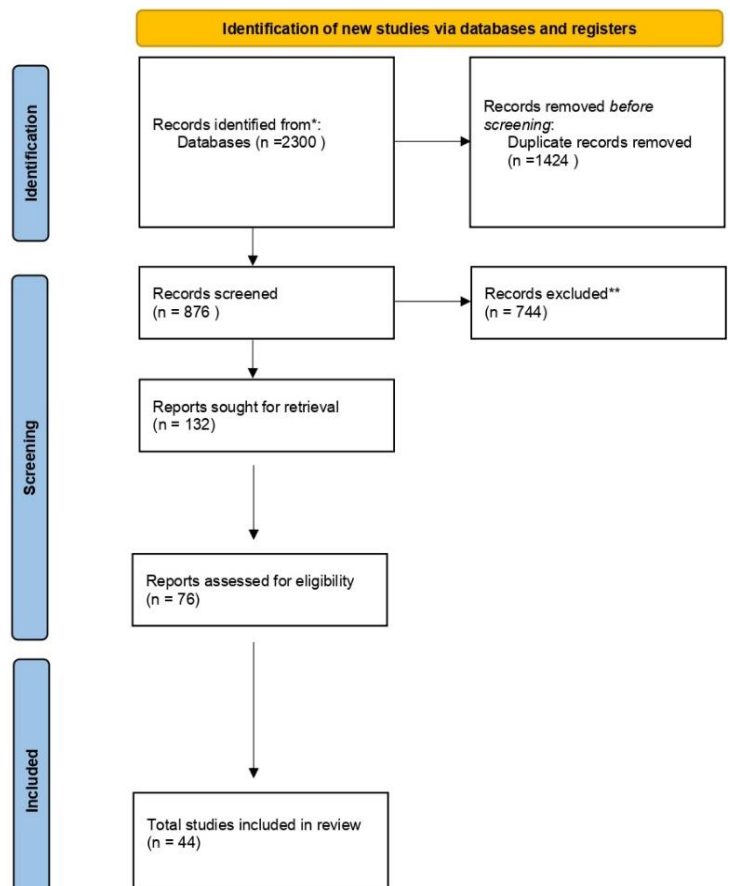 Identification of new studies via databases and registers
Identification
Records identified from*:
Databases (n =2300 )
Records removed before
screening:
Duplicate records removed
(n =1424 )
Screening
Records screened
(n = 876 )
Records excluded**
(n = 744)
Reports sought for retrieval
(n = 132)
Reports assessed for eligibility
(n = 76)
Included
Total studies included in review
(n = 44)